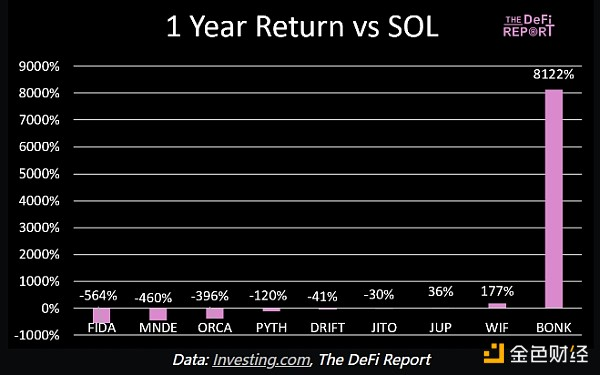 1 Year Return vs SOL
THE DeFi
REPORT
9000%
8000%
7000%
6000%
5000%
4000%
3000%
2000%
1000%
0%
-1000%
-564%
-460%
-396%
-120%
-41%
-30%
36%
177%
8122%
FIDA
MNDE
ORCA
PYTH
DRIFT
JITO
JUP
WIF
BONK
Data: Investing.com, The DeFi Report
金色财经